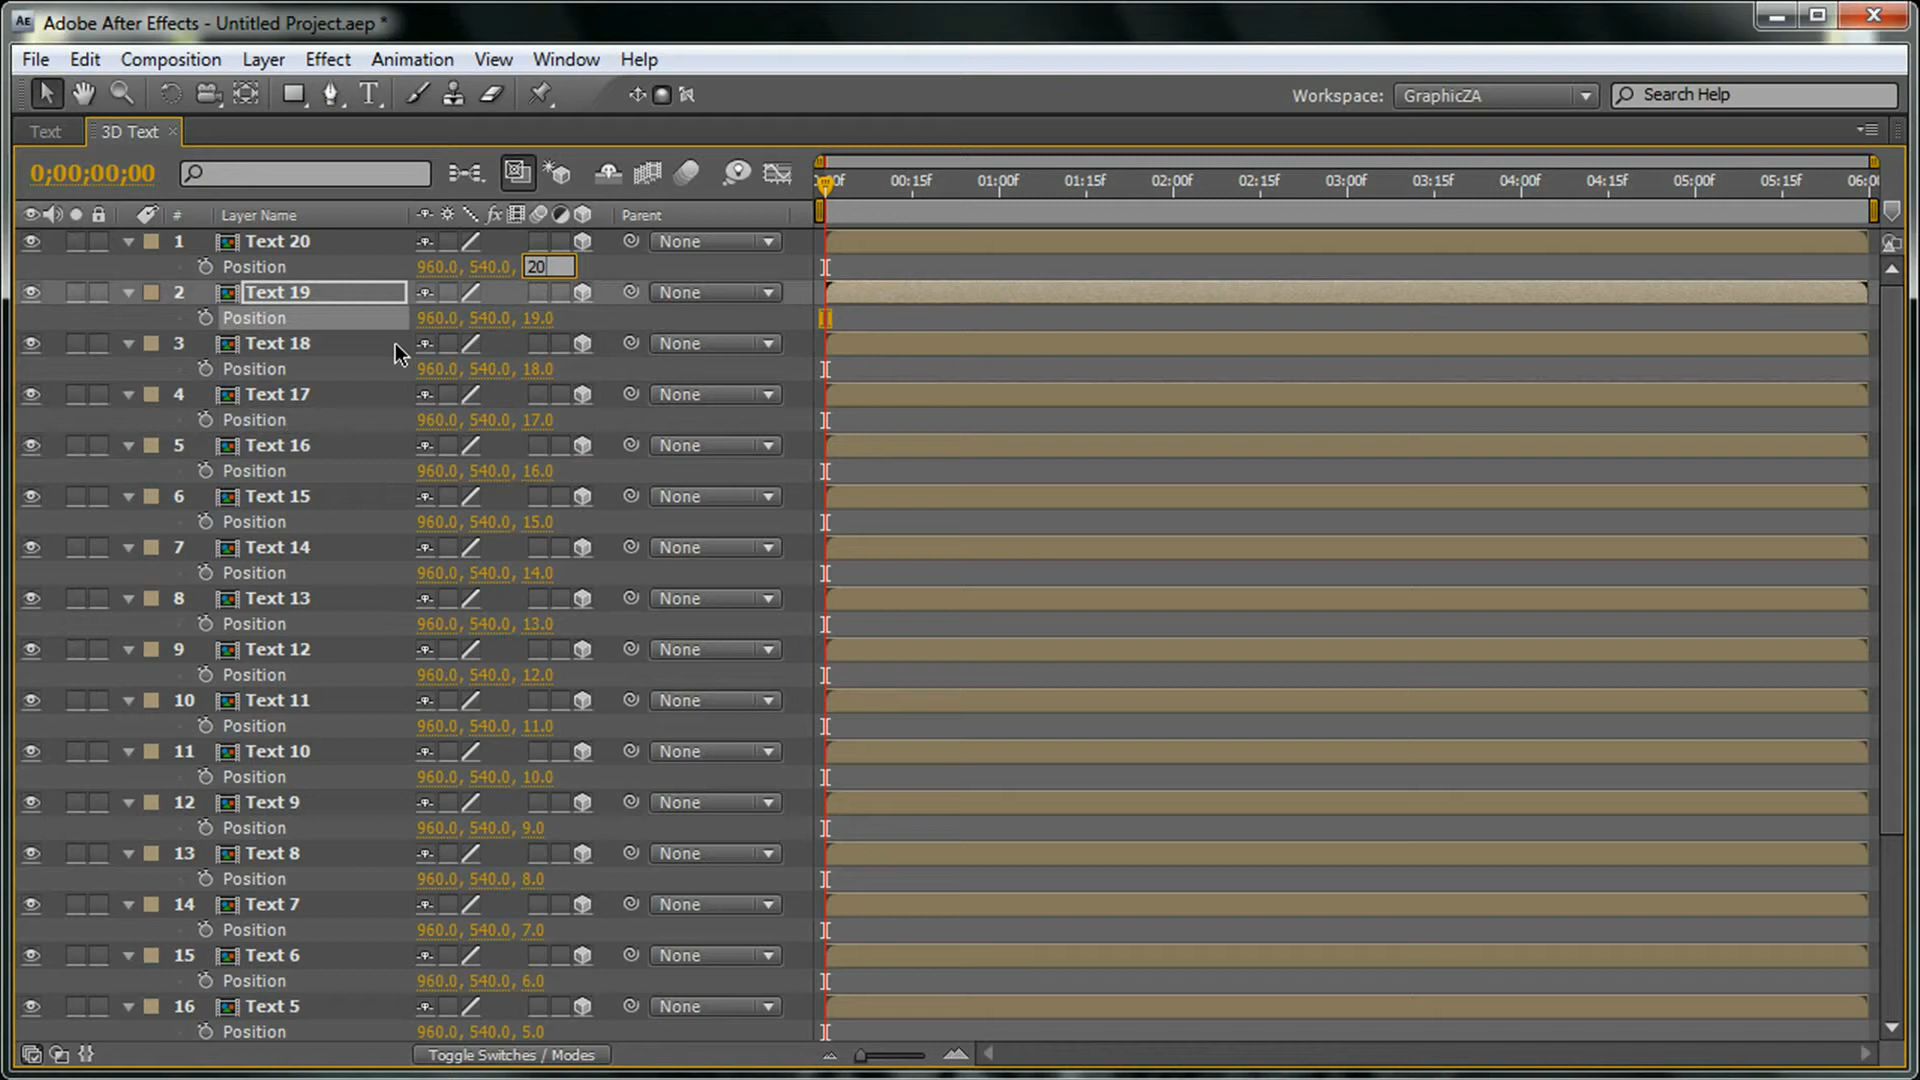 AE Adobe After Effects - Untitled Project.aep *
File Edit Composition Layer Effect Animation View Window Help
T Workspace: GraphicZA Search Help
Text 3D Text
0;00;00;00
00f 00:15f 01:00f 01:15f 02:00f 02:15f 03:00f 03:15f 04:00f 04:15f 05:00f 05:15f 06:0
# Layer Name fx Parent
1 Text 20 None
Position 960.0, 540.0, 20
2 Text 19 None
Position 960.0, 540.0, 19.0
3 Text 18 None
Position 960.0, 540.0, 18.0
4 Text 17 None
Position 960.0, 540.0, 17.0
5 Text 16 None
Position 960.0, 540.0, 16.0
6 Text 15 None
Position 960.0, 540.0, 15.0
7 Text 14 None
Position 960.0, 540.0, 14.0
8 Text 13 None
Position 960.0, 540.0, 13.0
9 Text 12 None
Position 960.0, 540.0, 12.0
10 Text 11 None
Position 960.0, 540.0, 11.0
11 Text 10 None
Position 960.0, 540.0, 10.0
12 Text 9 None
Position 960.0, 540.0, 9.0
13 Text 8 None
Position 960.0, 540.0, 8.0
14 Text 7 None
Position 960.0, 540.0, 7.0
15 Text 6 None
Position 960.0, 540.0, 6.0
16 Text 5 None
Position 960.0, 540.0, 5.0
Toggle Switches / Modes